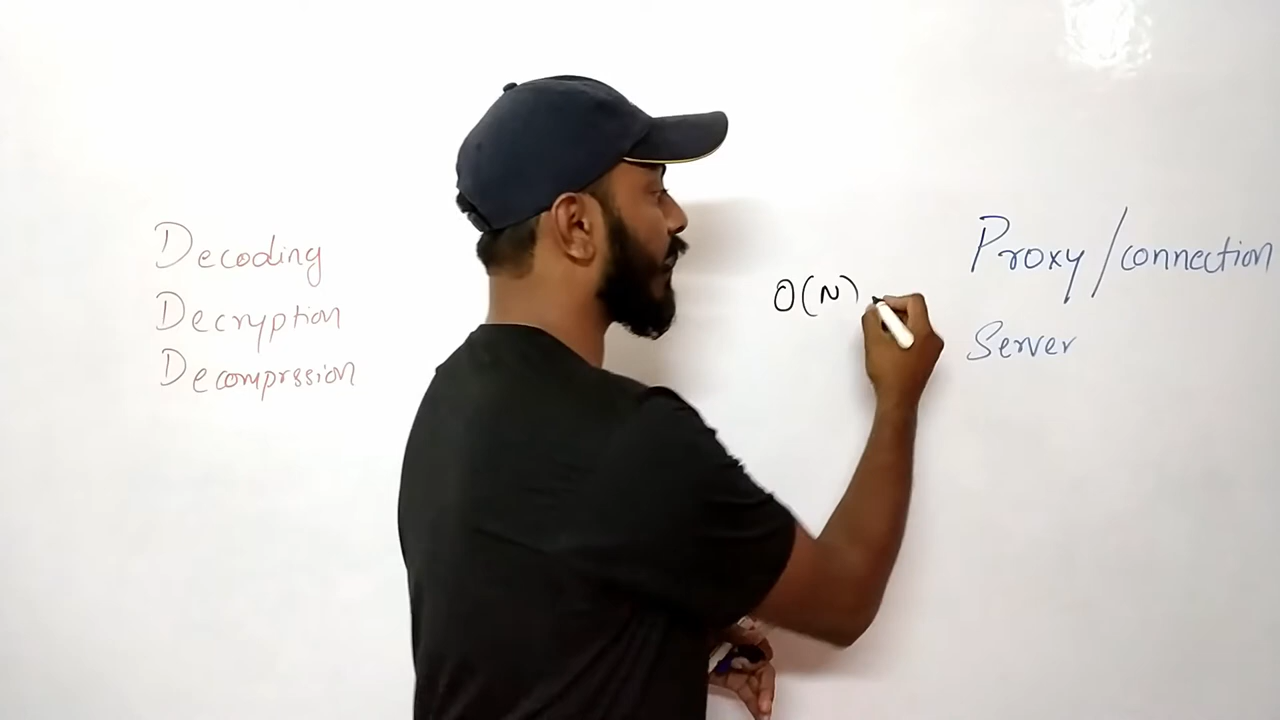 Decoding
Decryption
Decomprssion
O(N)
Proxy/connection
Server